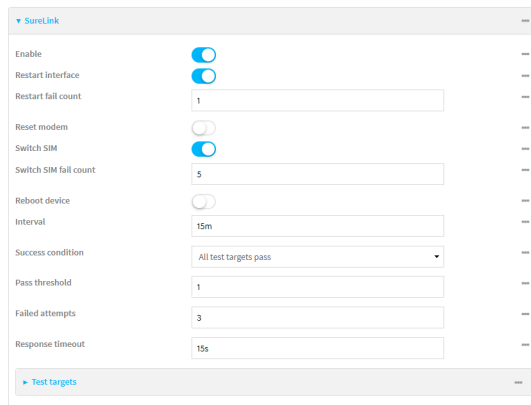 SureLink
Enable
Restart interface
Restart fail count
1
Reset modem
Switch SIM
Switch SIM fail count
5
Reboot device
Interval
15m
Success condition
All test targets pass
Pass threshold
1
Failed attempts
3
Response timeout
15s
Test targets